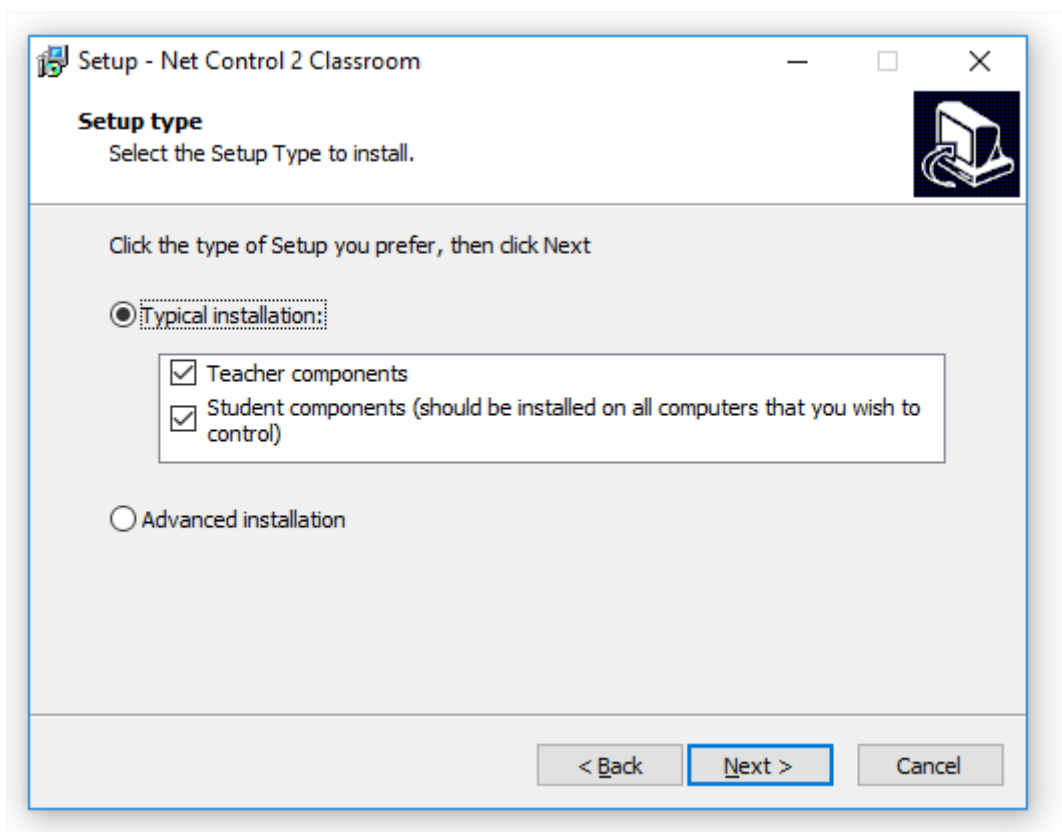 Setup - Net Control 2 Classroom
Setup type
Select the Setup Type to install.
Click the type of Setup you prefer, then click Next
Typical installation:
Teacher components
Student components (should be installed on all computers that you wish to
control)
Advanced installation
< Back
Next >
Cancel